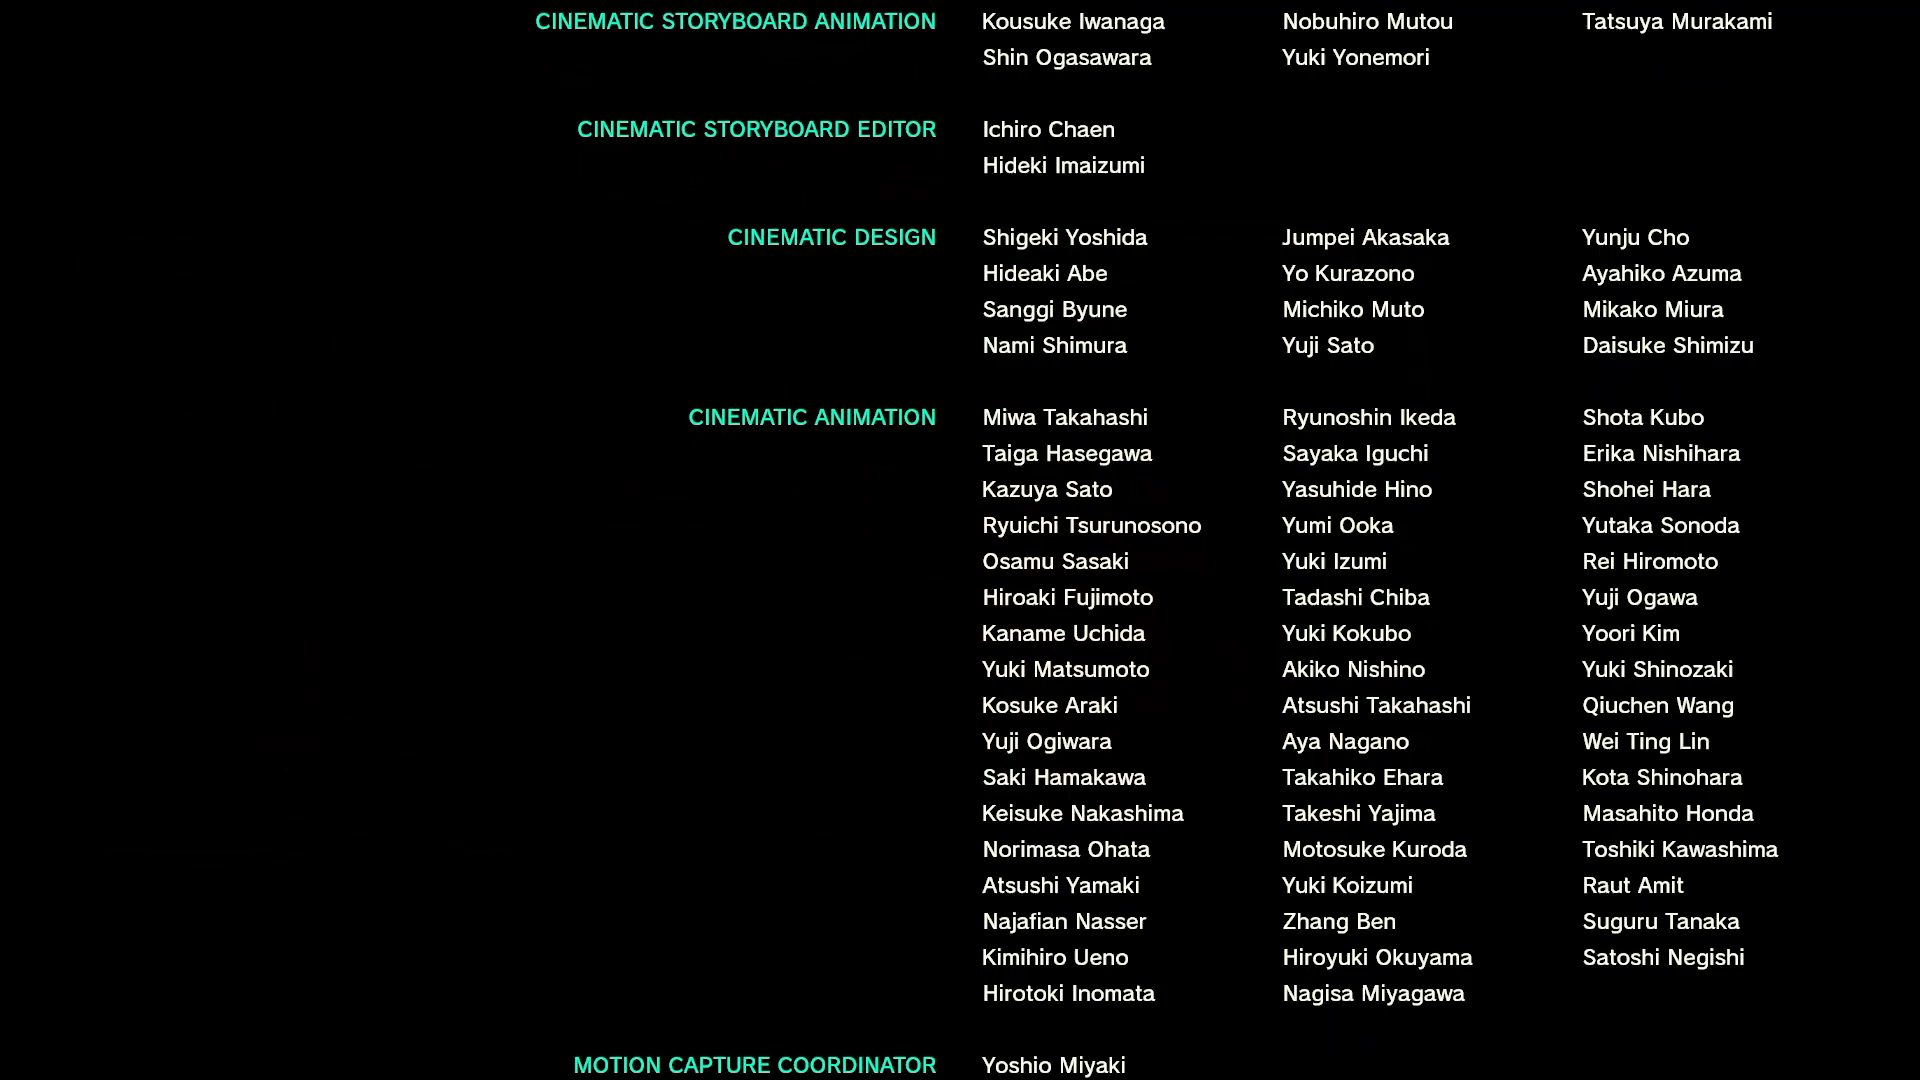 CINEMATIC STORYBOARD ANIMATION Kousuke Iwanaga Nobuhiro Mutou Tatsuya Murakami
Shin Ogasawara Yuki Yonemori
CINEMATIC STORYBOARD EDITOR Ichiro Chaen
Hideki Imaizumi
CINEMATIC DESIGN Shigeki Yoshida Jumpei Akasaka Yunju Cho
Hideaki Abe Yo Kurazono Ayahiko Azuma
Sanggi Byune Michiko Muto Mikako Miura
Nami Shimura Yuji Sato Daisuke Shimizu
CINEMATIC ANIMATION Miwa Takahashi Ryunoshin Ikeda Shota Kubo
Taiga Hasegawa Sayaka Iguchi Erika Nishihara
Kazuya Sato Yasuhide Hino Shohei Hara
Ryuichi Tsurunosono Yumi Ooka Yutaka Sonoda
Osamu Sasaki Yuki Izumi Rei Hiromoto
Hiroaki Fujimoto Tadashi Chiba Yuji Ogawa
Kaname Uchida Yuki Kokubo Yoori Kim
Yuki Matsumoto Akiko Nishino Yuki Shinozaki
Kosuke Araki Atsushi Takahashi Qiuchen Wang
Yuji Ogiwara Aya Nagano Wei Ting Lin
Saki Hamakawa Takahiko Ehara Kota Shinohara
Keisuke Nakashima Takeshi Yajima Masahito Honda
Norimasa Ohata Motosuke Kuroda Toshiki Kawashima
Atsushi Yamaki Yuki Koizumi Raut Amit
Najafian Nasser Zhang Ben Suguru Tanaka
Kimihiro Ueno Hiroyuki Okuyama Satoshi Negishi
Hirotoki Inomata Nagisa Miyagawa
MOTION CAPTURE COORDINATOR Yoshio Miyaki